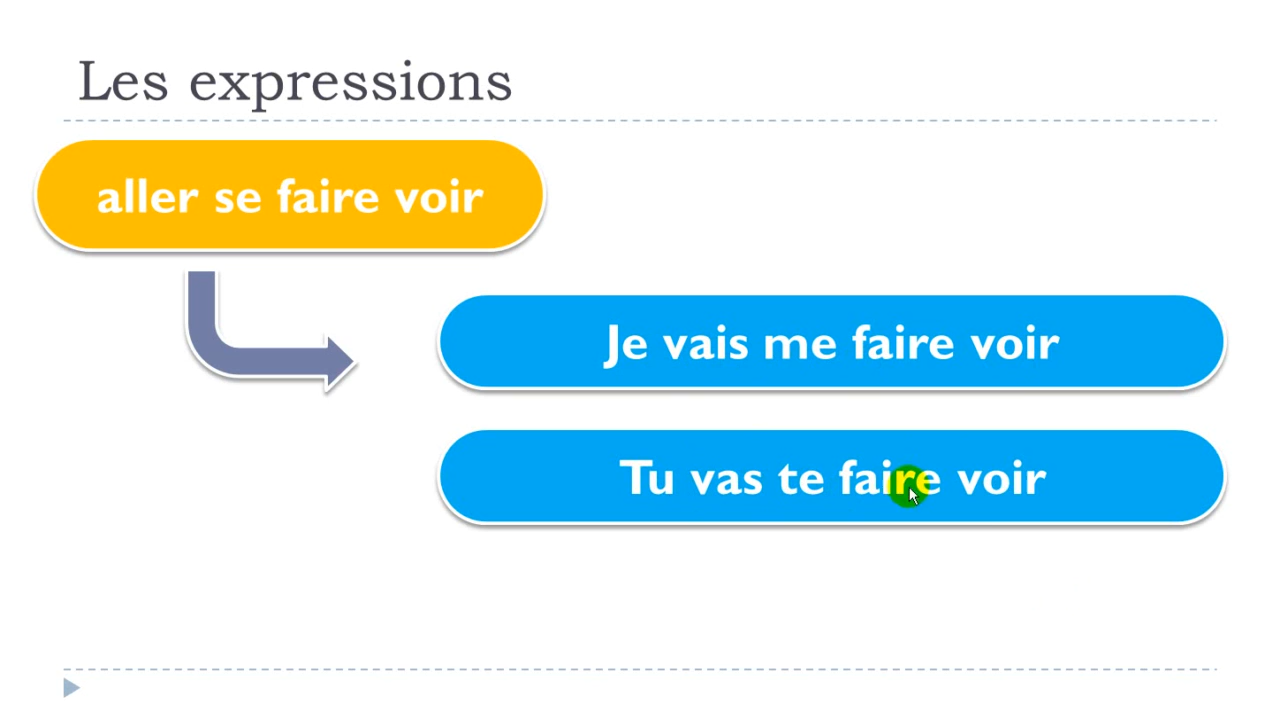 Les expressions
aller se faire voir
Je vais me faire voir
Tu vas te faire voir